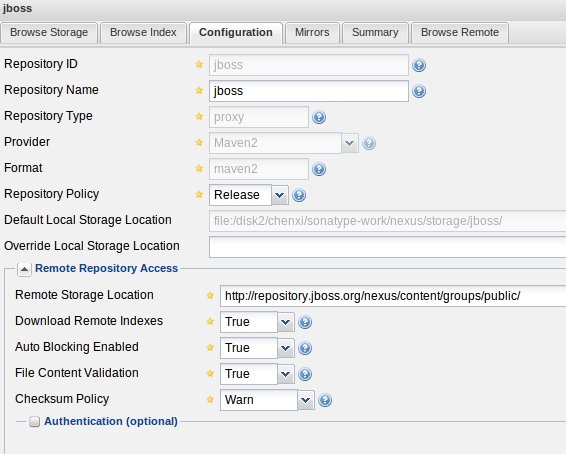 jboss
Browse Storage Browse Index Configuration Mirrors Summary Browse Remote
Repository ID jboss
Repository Name jboss
Repository Type proxy
Provider Maven2
Format maven2
Repository Policy Release
Default Local Storage Location file:/disk2/chenxi/sonatype-work/nexus/storage/jboss/
Override Local Storage Location
Remote Repository Access
Remote Storage Location http://repository.jboss.org/nexus/content/groups/public/
Download Remote Indexes True
Auto Blocking Enabled True
File Content Validation True
Checksum Policy Warn
Authentication (optional)